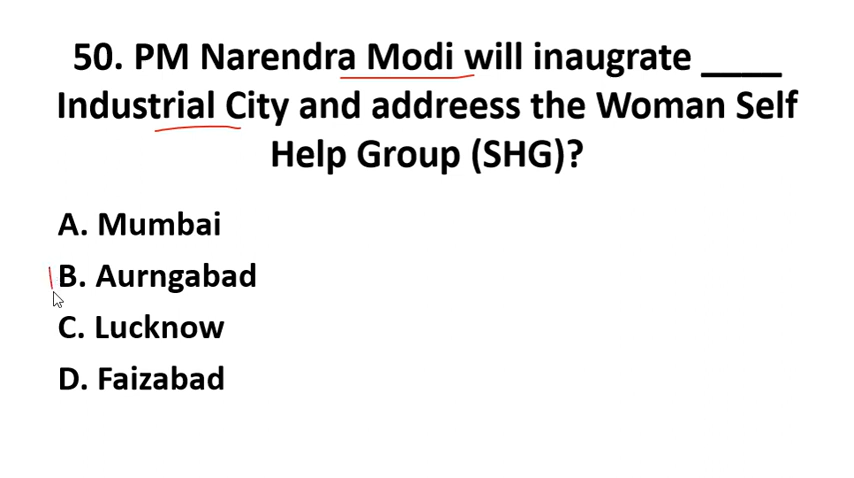 50. PM Narendra Modi will inaugrate ____
Industrial City and addreess the Woman Self
Help Group (SHG)?
A. Mumbai
B. Aurngabad
C. Lucknow
D. Faizabad